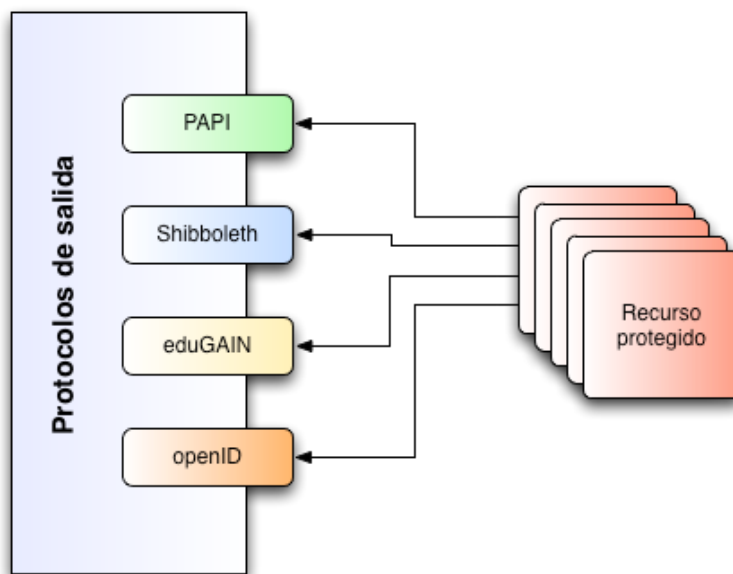 Protocolos de salida
PAPI
Shibboleth
eduGAIN
openID
Recurso
protegido